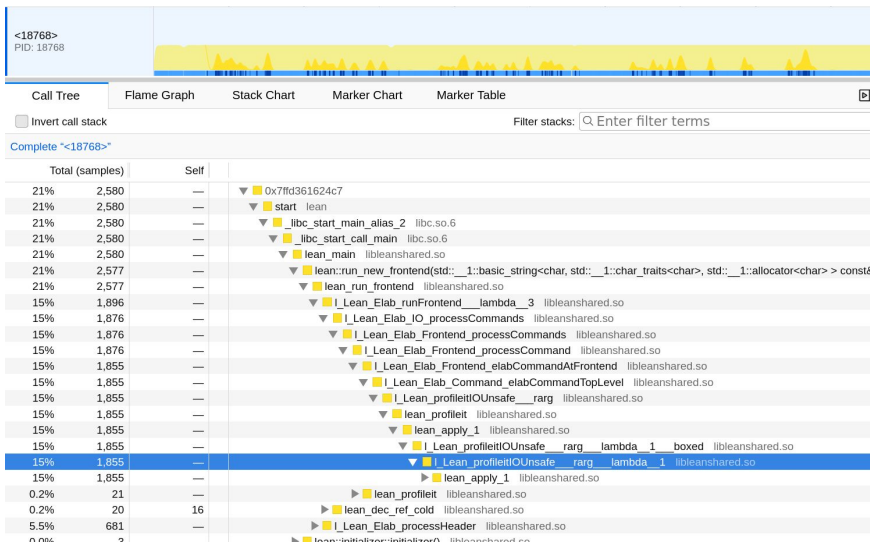 <18768>
PID: 18768
Call Tree Flame Graph Stack Chart Marker Chart Marker Table
Invert call stack Filter stacks: Enter filter terms
Complete "<18768>"
Total (samples) Self
21% 2,580 — 0x7ffd361624c7
21% 2,580 — start lean
21% 2,580 — _libc_start_main_alias_2 libc.so.6
21% 2,580 — _libc_start_call_main libc.so.6
21% 2,580 — lean_main libleanshared.so
21% 2,577 — lean::run_new_frontend(std::__1::basic_string<char, std::__1::char_traits<char>, std::__1::allocator<char> > const&
21% 2,577 — lean_run_frontend libleanshared.so
15% 1,896 — l_Lean_Elab_runFrontend___lambda__3 libleanshared.so
15% 1,876 — l_Lean_Elab_IO_processCommands libleanshared.so
15% 1,876 — l_Lean_Elab_Frontend_processCommands libleanshared.so
15% 1,876 — l_Lean_Elab_Frontend_processCommand libleanshared.so
15% 1,855 — l_Lean_Elab_Frontend_elabCommandAtFrontend libleanshared.so
15% 1,855 — l_Lean_Elab_Command_elabCommandTopLevel libleanshared.so
15% 1,855 — l_Lean_profileitIOUnsafe___rarg libleanshared.so
15% 1,855 — lean_profileit libleanshared.so
15% 1,855 — lean_apply_1 libleanshared.so
15% 1,855 — l_Lean_profileitIOUnsafe___rarg___lambda__1___boxed libleanshared.so
15% 1,855 — l_Lean_profileitIOUnsafe___rarg___lambda__1 libleanshared.so
15% 1,855 — lean_apply_1 libleanshared.so
0.2% 21 — lean_profileit libleanshared.so
0.2% 20 16 lean_dec_ref_cold libleanshared.so
5.5% 681 — l_Lean_Elab_processHeader libleanshared.so
0.0% 3 — lean::initializer::initializer() libleanshared.so